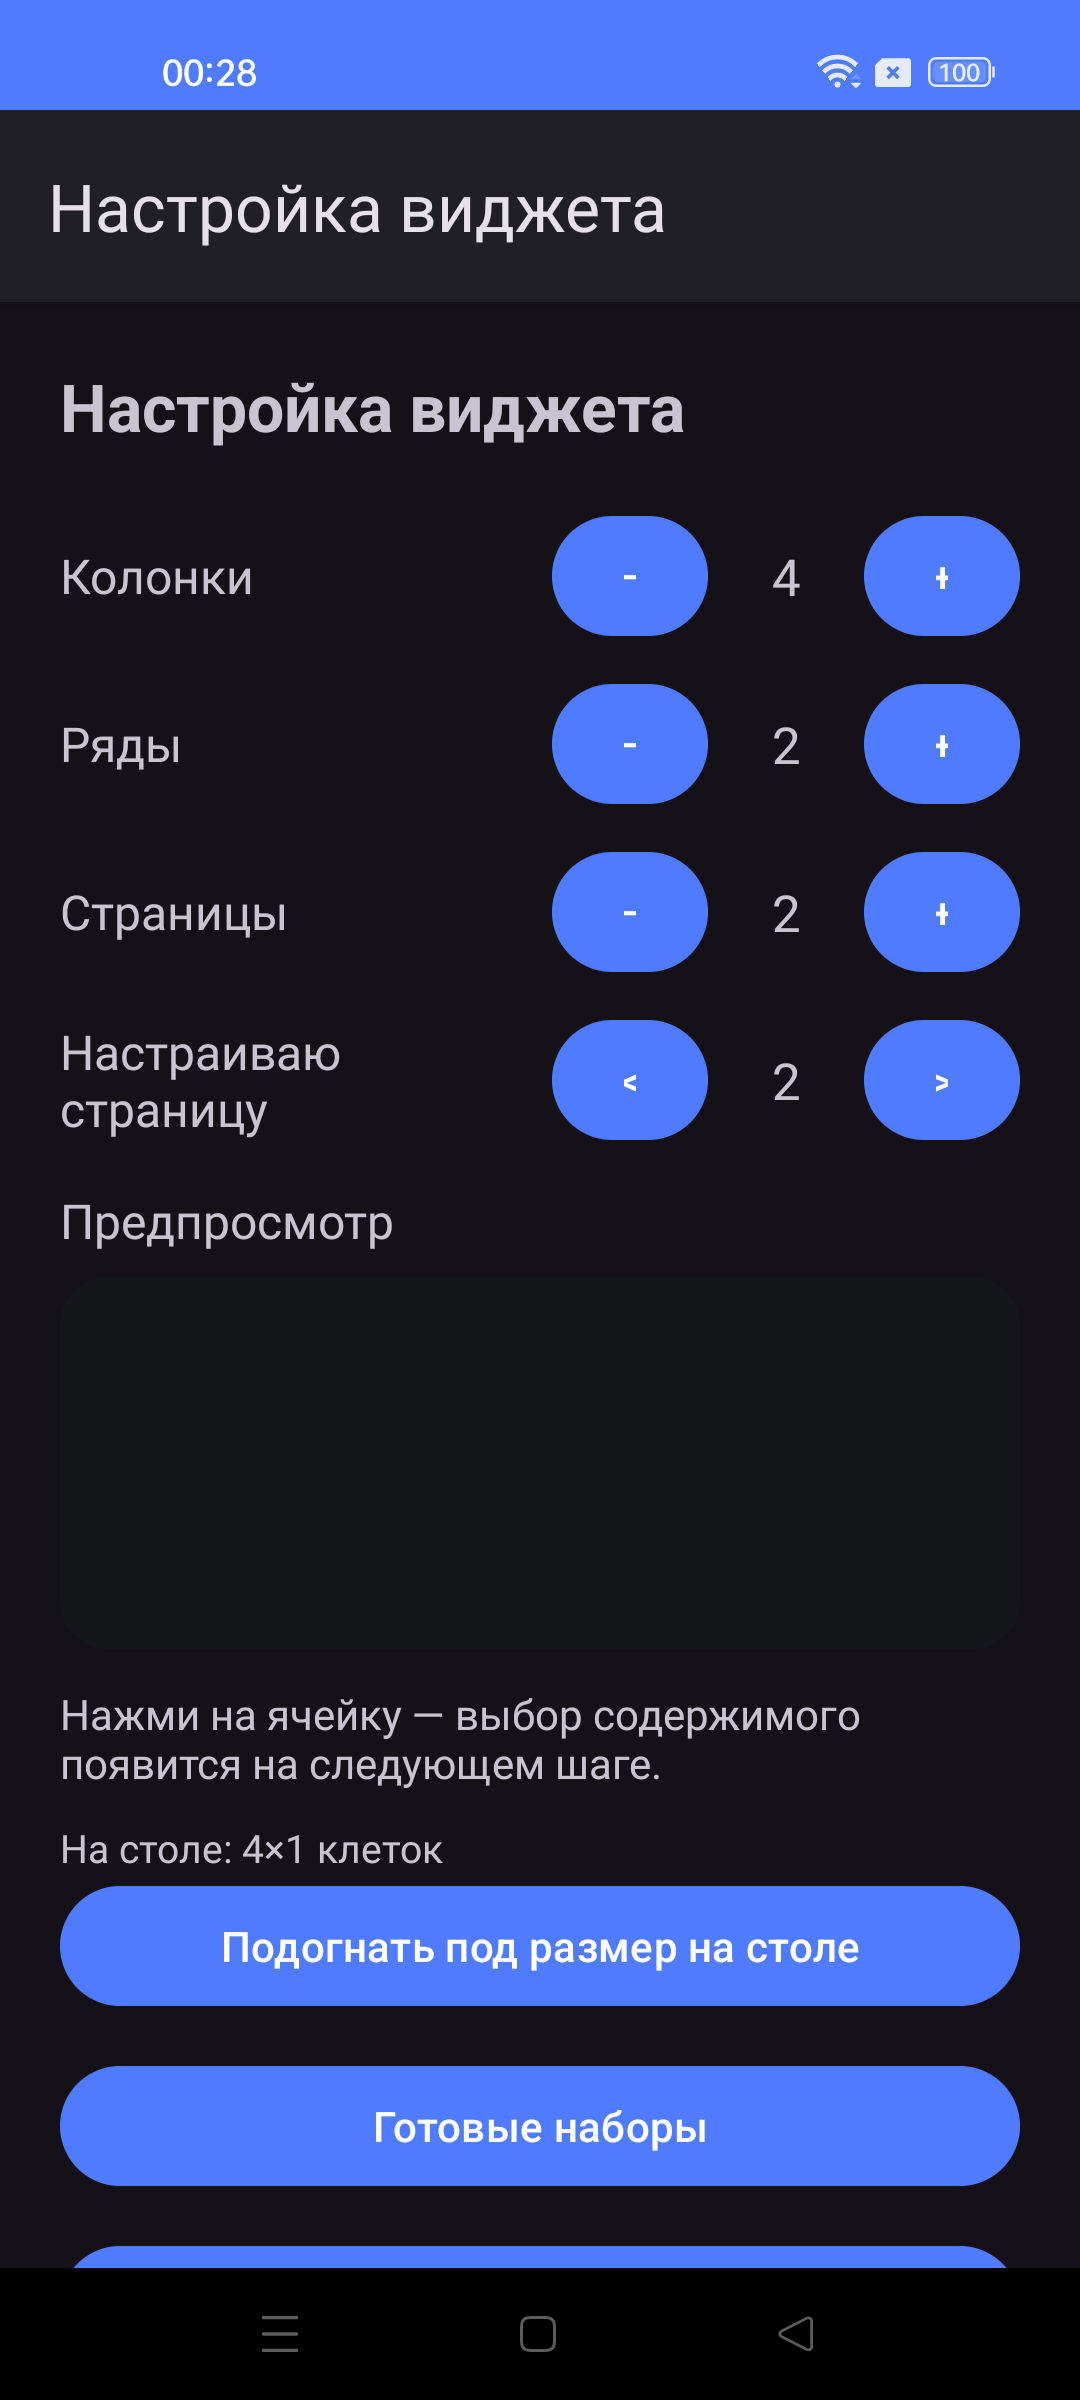 00:28
100
Настройка виджета
Настройка виджета
Колонки - 4 +
Ряды - 2 +
Страницы - 2 +
Настраиваю
страницу < 2 >
Предпросмотр
Нажми на ячейку — выбор содержимого
появится на следующем шаге.
На столе: 4×1 клеток
Подогнать под размер на столе
Готовые наборы